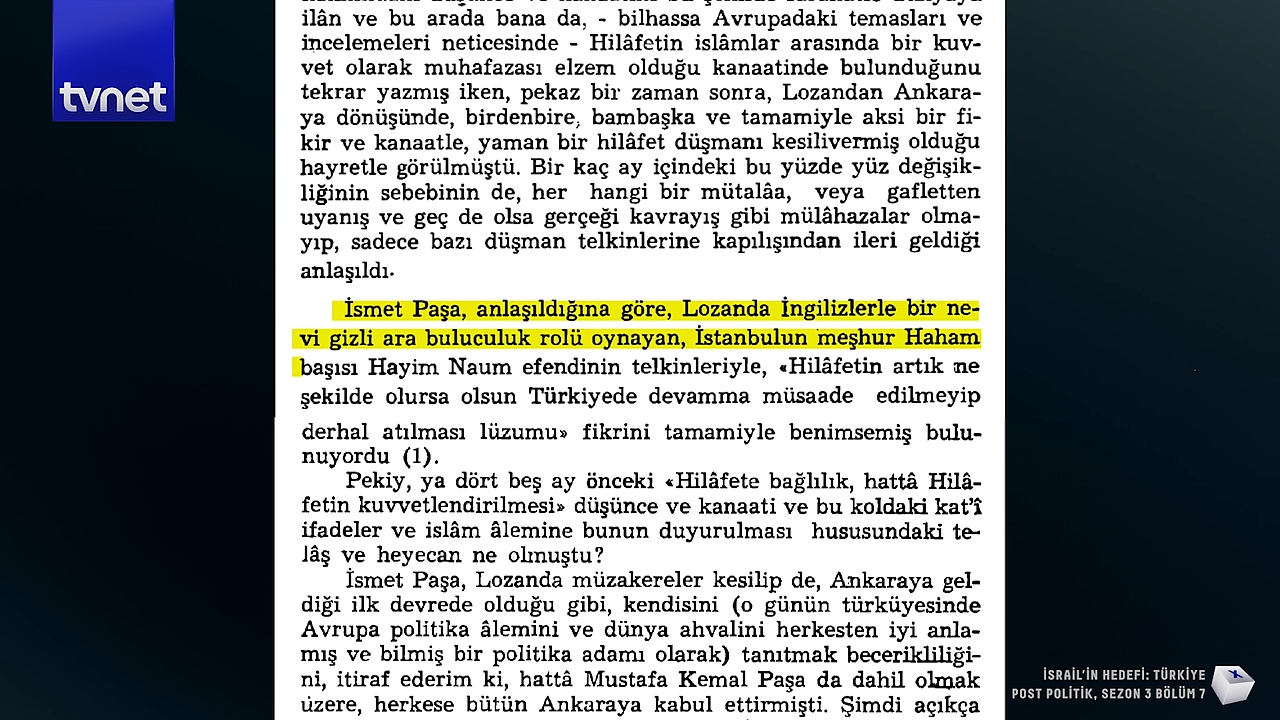 ilân ve bu arada bana da, - bilhassa Avrupadaki temasları ve
incelemeleri neticesinde - Hilâfetin islâmlar arasında bir kuv-
vet olarak muhafazası elzem olduğu kanaatinde bulunduğunu
tekrar yazmış iken, pekaz bir zaman sonra, Lozandan Ankara-
ya dönüşünde, birdenbire, bambaşka ve tamamiyle aksi bir fi-
kir ve kanaatle, yaman bir hilâfet düşmanı kesilivermiş olduğu
hayretle görülmüştü. Bir kaç ay içindeki bu yüzde yüz değişik-
liğinin sebebinin de, her hangi bir mütalâa, veya gafletten
uyanış ve geç de olsa gerçeği kavrayış gibi mülâhazalar olma-
yıp, sadece bazı düşman telkinlerine kapılışından ileri geldiği
anlaşıldı.
İsmet Paşa, anlaşıldığına göre, Lozanda İngilizlerle bir ne-
vi gizli ara buluculuk rolü oynayan, İstanbulun meşhur Haham
başısı Hayim Naum efendinin telkinleriyle, «Hilâfetin artık ne
şekilde olursa olsun Türkiyede devamma müsaade edilmeyip
derhal atılması lüzumu» fikrini tamamiyle benimsemiş bulu-
nuyordu (1).
Pekiy, ya dört beş ay önceki «Hilâfete bağlılık, hattâ Hilâ-
fetin kuvvetlendirilmesi» düşünce ve kanaati ve bu koldaki kat'î
ifadeler ve islâm âlemine bunun duyurulması hususundaki te-
lâş ve heyecan ne olmuştu?
İsmet Paşa, Lozanda müzakereler kesilip de, Ankaraya gel-
diği ilk devrede olduğu gibi, kendisini (o günün türküyesinde
Avrupa politika âlemini ve dünya ahvalini herkesten iyi anla-
mış ve bilmiş bir politika adamı olarak) tanıtmak becerikliliği-
ni, itiraf ederim ki, hattâ Mustafa Kemal Paşa da dahil olmak
üzere, herkese bütün Ankaraya kabul ettirmişti. Şimdi açıkça
tvnet
İSRAİL'İN HEDEFİ: TÜRKİYE
POST POLİTİK, SEZON 3 BÖLÜM 7